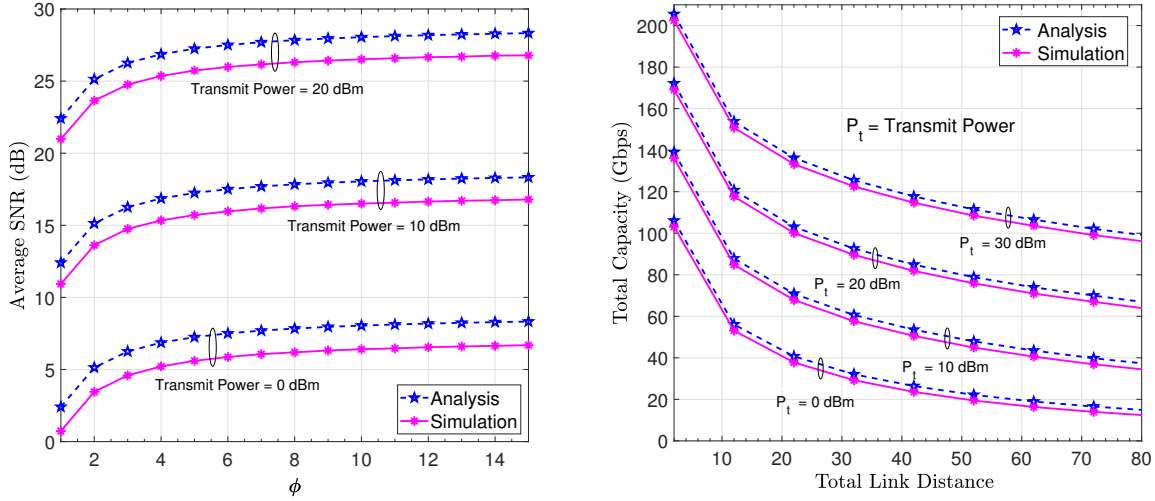 30
25
20
15
10
5
0
Average SNR (dB)
Transmit Power = 20 dBm
Transmit Power = 10 dBm
Transmit Power = 0 dBm
Analysis
Simulation
2 4 6 8 10 12 14
ϕ
200
180
160
140
120
100
80
60
40
20
0
Total Capacity (Gbps)
Analysis
Simulation
P_t = Transmit Power
P_t = 30 dBm
P_t = 20 dBm
P_t = 10 dBm
P_t = 0 dBm
10 20 30 40 50 60 70 80
Total Link Distance